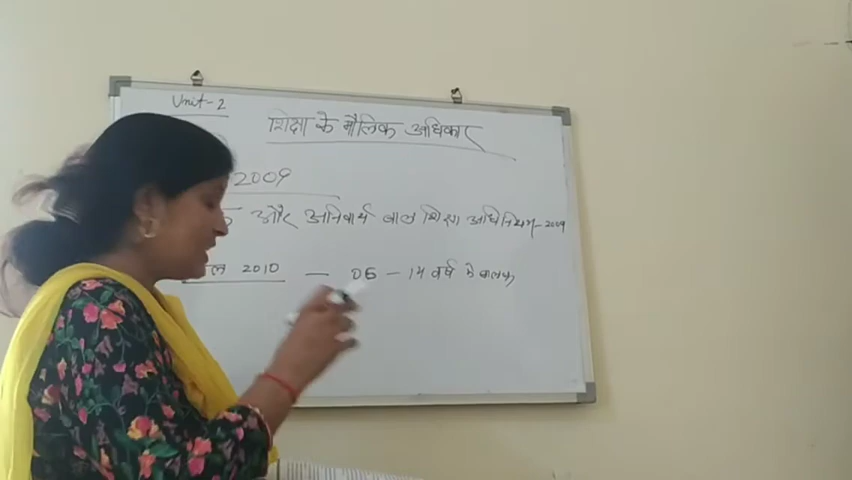 Unit-2
शिक्षा के मौलिक अधिकार
2009
और अनिवार्य बाल शिक्षा अधिनियम-2009
2010 — 06 - 14 वर्ष के बालक